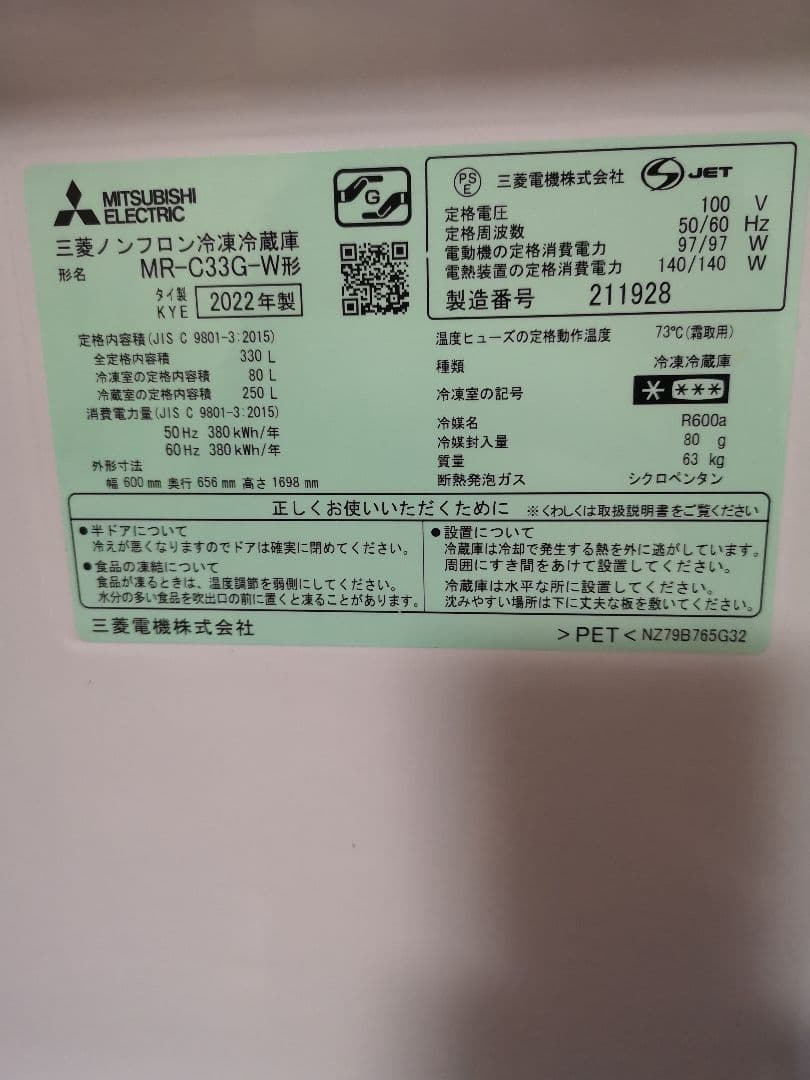 MITSUBISHI
ELECTRIC
G
三菱ノンフロン冷凍冷蔵庫
形名 MR-C33G-W形
タイ製
KYE
2022年製
PS
E
三菱電機株式会社 S JET
定格電圧 100 V
定格周波数 50/60 Hz
電動機の定格消費電力 97/97 W
電熱装置の定格消費電力 140/140 W
製造番号 211928
定格内容積(JIS C 9801-3:2015)
全定格内容積 330 L
冷凍室の定格内容積 80 L
冷蔵室の定格内容積 250 L
消費電力量(JIS C 9801-3:2015)
50Hz 380kWh/年
60Hz 380kWh/年
外形寸法
幅 600 mm 奥行 656 mm 高さ 1698 mm
温度ヒューズの定格動作温度 73℃(霜取用)
種類 冷凍冷蔵庫
冷凍室の記号 * ***
冷媒名 R600a
冷媒封入量 80 g
質量 63 kg
断熱発泡ガス シクロペンタン
正しくお使いいただくために ※くわしくは取扱説明書をご覧ください
●半ドアについて
冷えが悪くなりますのでドアは確実に閉めてください。
●食品の凍結について
食品が凍るときは、温度調節を弱側にしてください。
水分の多い食品を吹出口の前に置くと凍ることがあります。
●設置について
冷蔵庫は冷却で発生する熱を外に逃がしています。
周囲にすき間をあけて設置してください。
冷蔵庫は水平な所に設置してください。
沈みやすい場所は下に丈夫な板を敷いてください。
三菱電機株式会社
>PET< NZ79B765G32